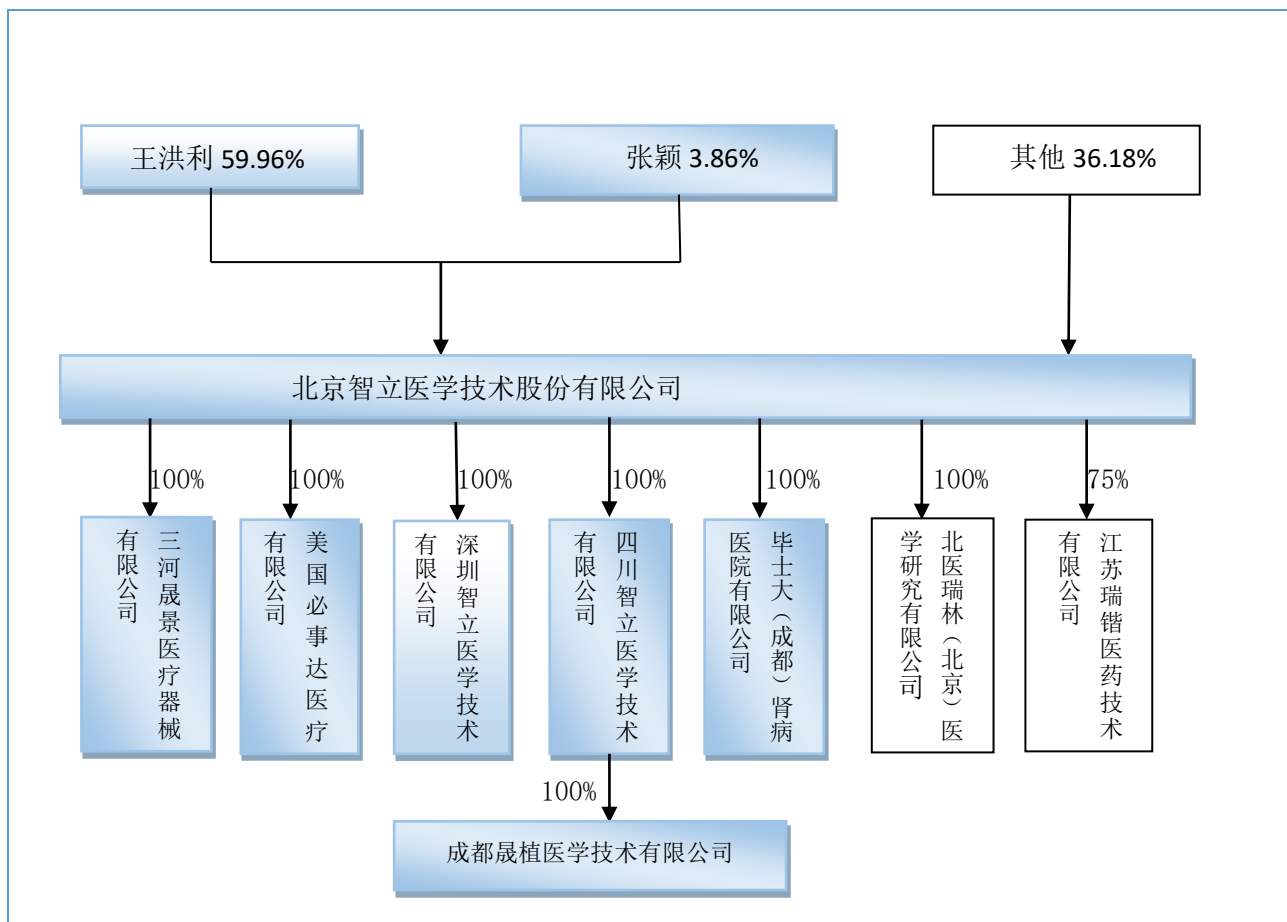 王洪利 59.96%
张颖 3.86%
其他 36.18%
北京智立医学技术股份有限公司
100%
100%
100%
100%
100%
100%
75%
三河晟景医疗器械
有限公司
美国必事达医疗
有限公司
深圳智立医学技术
有限公司
四川智立医学技术
有限公司
毕士大（成都）肾病
医院有限公司
北医瑞林（北京）医
学研究有限公司
江苏瑞锴医药技术
有限公司
100%
成都晟植医学技术有限公司